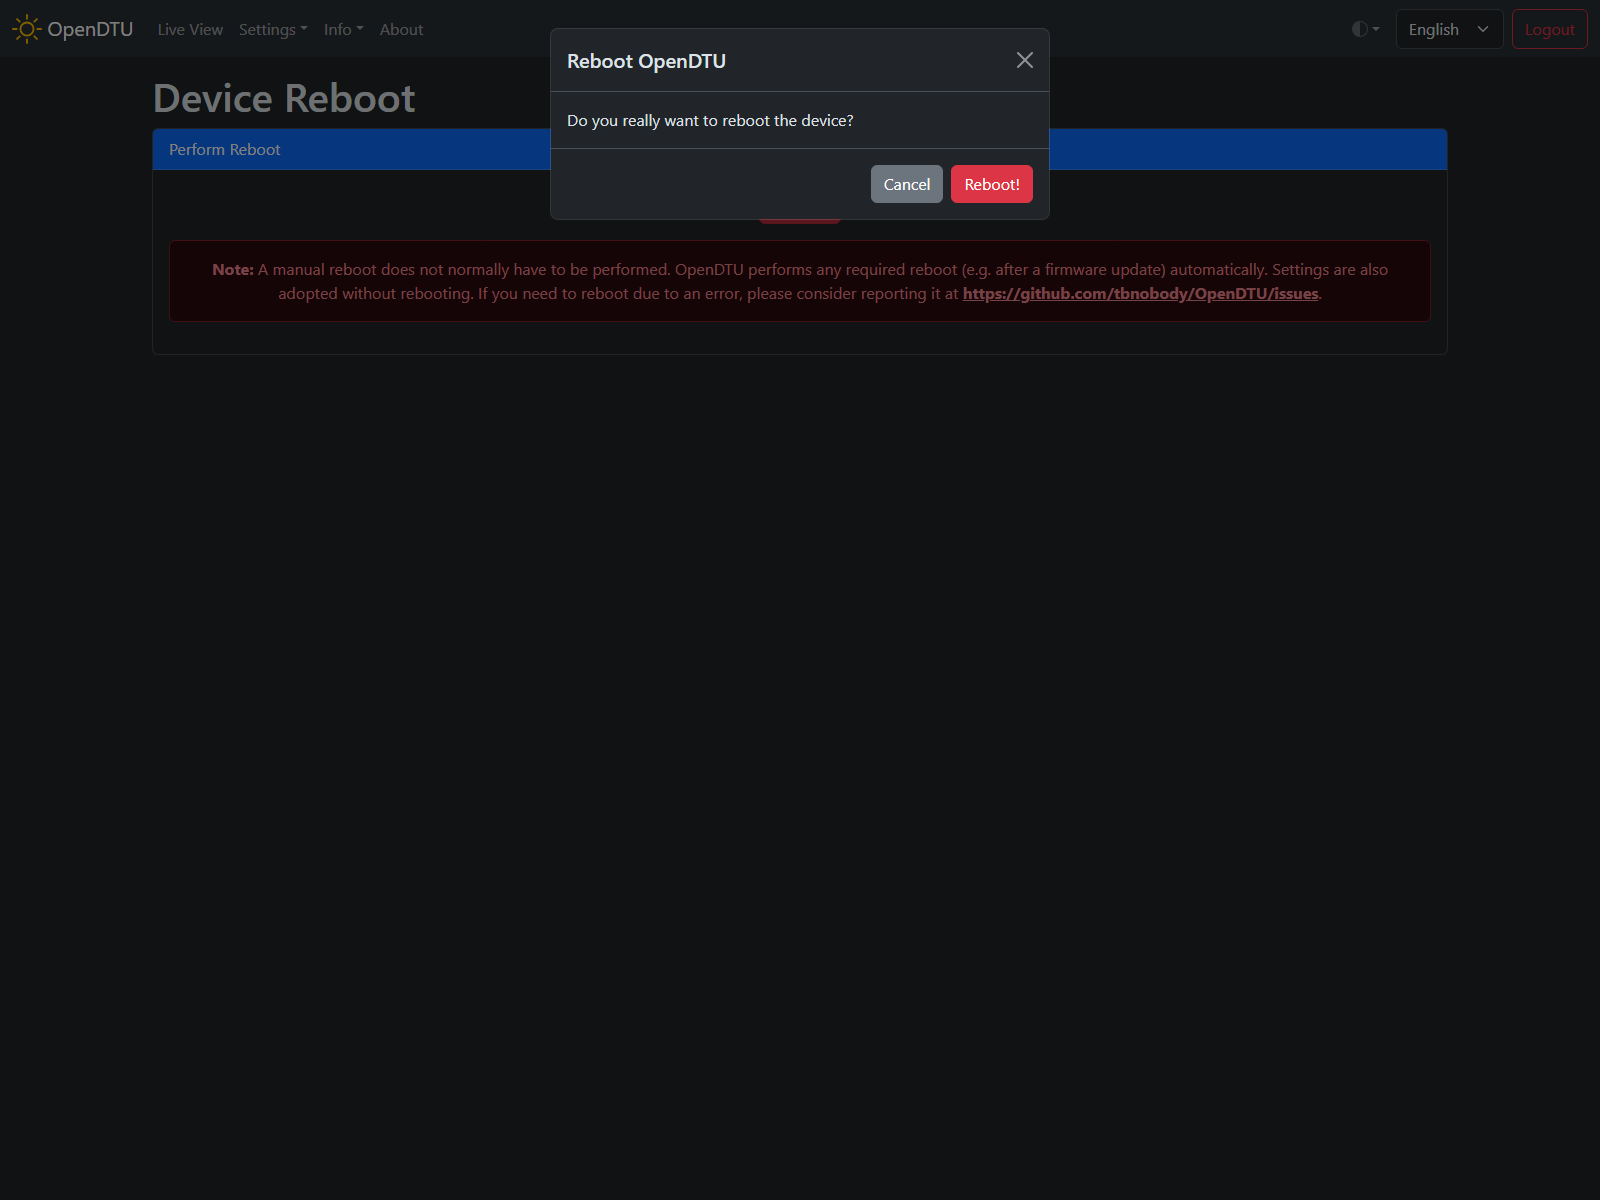 OpenDTU Live View Settings Info About English Logout
Reboot OpenDTU
Do you really want to reboot the device?
Cancel Reboot!
Device Reboot
Perform Reboot
Note: A manual reboot does not normally have to be performed. OpenDTU performs any required reboot (e.g. after a firmware update) automatically. Settings are also
adopted without rebooting. If you need to reboot due to an error, please consider reporting it at https://github.com/tbnobody/OpenDTU/issues.